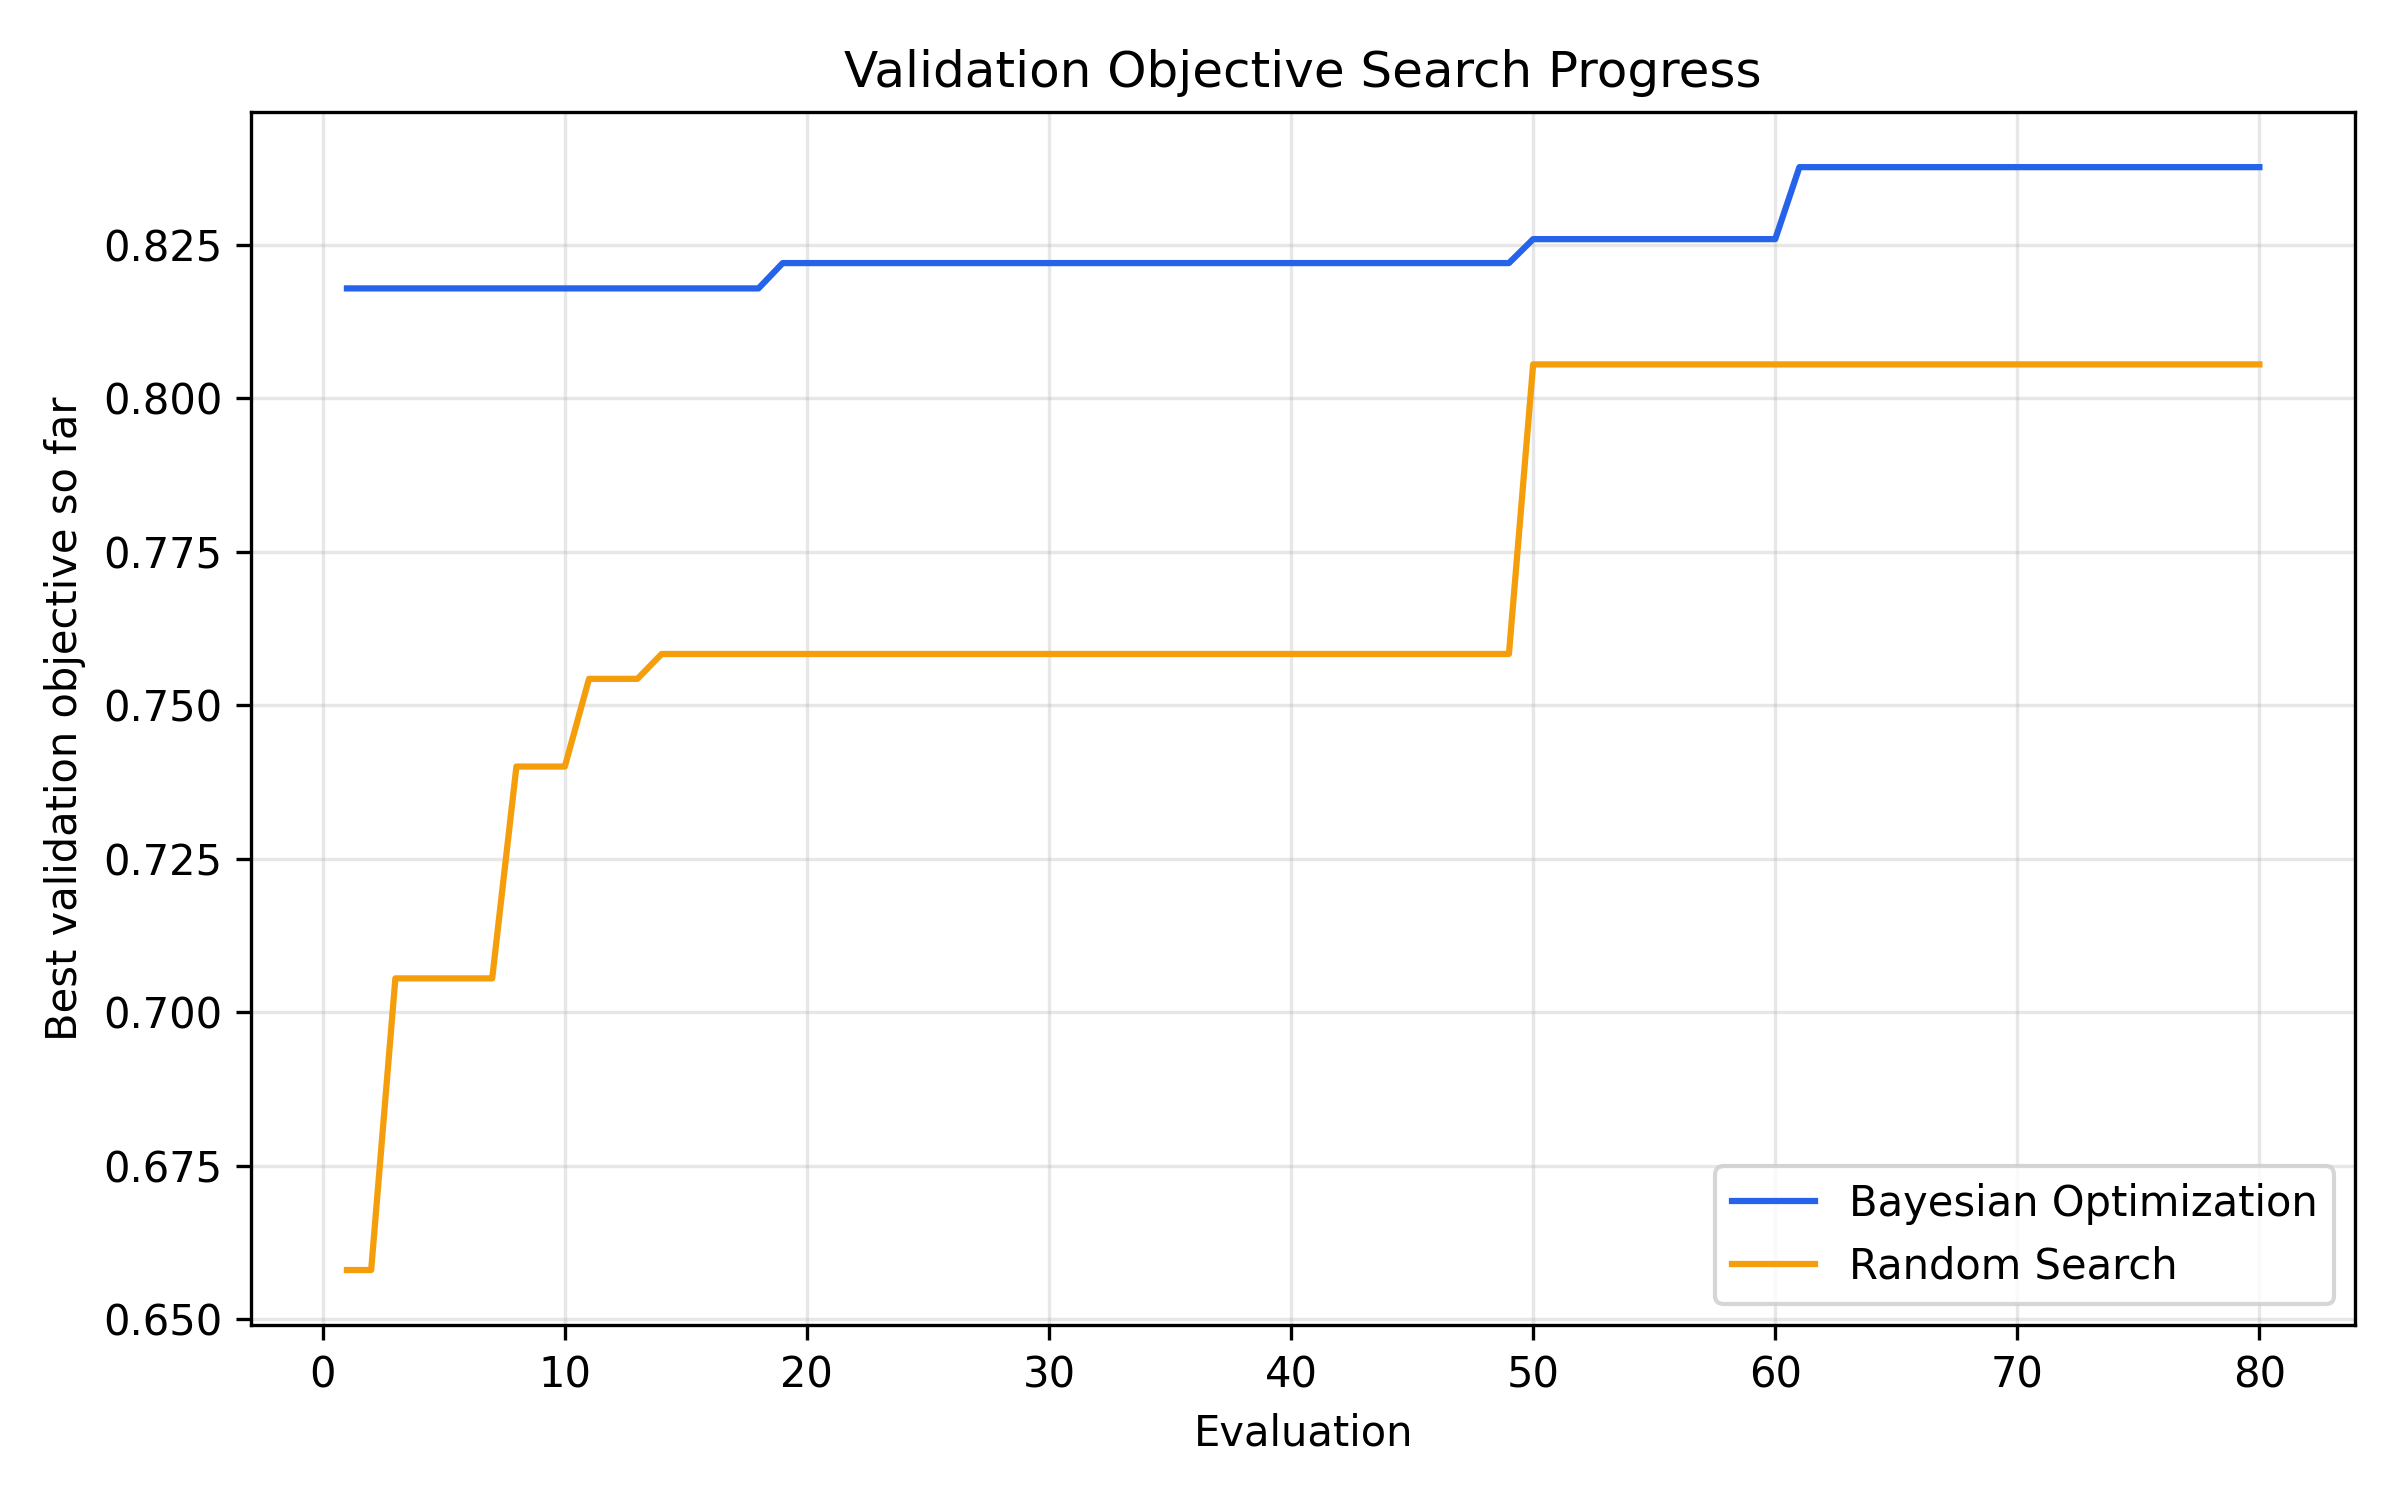 Validation Objective Search Progress
Best validation objective so far
0.825
0.800
0.775
0.750
0.725
0.700
0.675
0.650
0 10 20 30 40 50 60 70 80
Evaluation
Bayesian Optimization
Random Search